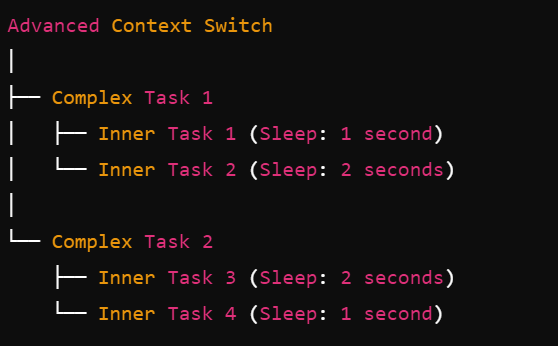 Advanced Context Switch
│
├── Complex Task 1
│   ├── Inner Task 1 (Sleep: 1 second)
│   └── Inner Task 2 (Sleep: 2 seconds)
│
└── Complex Task 2
    ├── Inner Task 3 (Sleep: 2 seconds)
    └── Inner Task 4 (Sleep: 1 second)